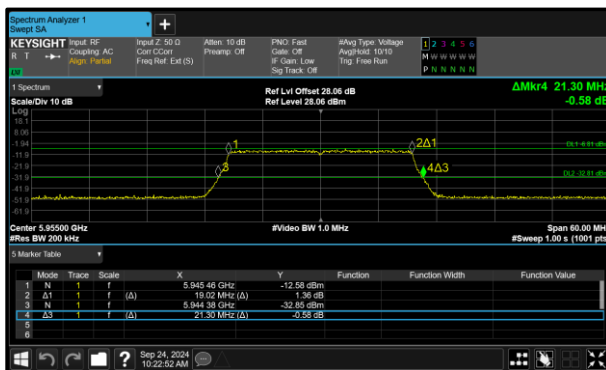 Spectrum Analyzer 1
Swept SA
+
KEYSIGHT Input: RF Input Z: 50 Ω Atten: 10 dB PNO: Fast #Avg Type: Voltage 1 2 3 4 5 6
R T Coupling: AC Corr CCorr Preamp: Off Gate: Off Avg|Hold: 10/10 M W W W W W
Align: Partial Freq Ref: Ext (S) IF Gain: Low Trig: Free Run P N N N N N
LW Sig Track: Off
1 Spectrum Ref Lvl Offset 28.06 dB ΔMkr4 21.30 MHz
Scale/Div 10 dB Ref Level 28.06 dBm -0.58 dB
Log
18.1
8.06
-1.94 1 2Δ1 DL1 -6.81 dBm
-11.9
-21.9 3 4Δ3
-31.9 DL2 -32.81 dBm
-41.9
-51.9
-61.9
Center 5.95500 GHz #Video BW 1.0 MHz Span 60.00 MHz
#Res BW 200 kHz #Sweep 1.00 s (1001 pts)
5 Marker Table
Mode Trace Scale X Y Function Function Width Function Value
1 N 1 f 5.945 46 GHz -12.58 dBm
2 Δ1 1 f (Δ) 19.02 MHz (Δ) 1.36 dB
3 N 1 f 5.944 38 GHz -32.85 dBm
4 Δ3 1 f (Δ) 21.30 MHz (Δ) -0.58 dB
5
6
? Sep 24, 2024
10:22:52 AM